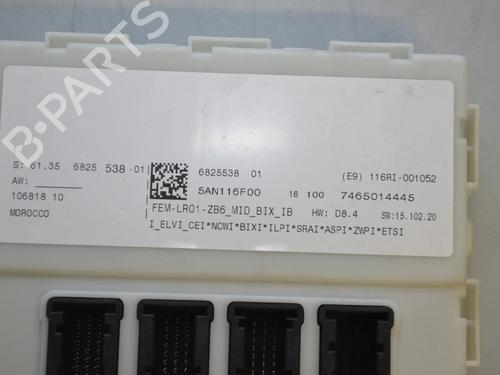 B-PARTS
S: 61.35 6825 538-01
AW:
106818 10
MOROCCO
6825538 01
(E9) 116RI-001052
5AN116F00
16 100
7465014445
FEM-LR01-ZB6_MID_BIX_IB
HW: D8.4
SW:15.102.20
I_ELVI_CEI*NCWI*BIXI*ILPI*SRAI*ASPI*ZWPI*ETSI